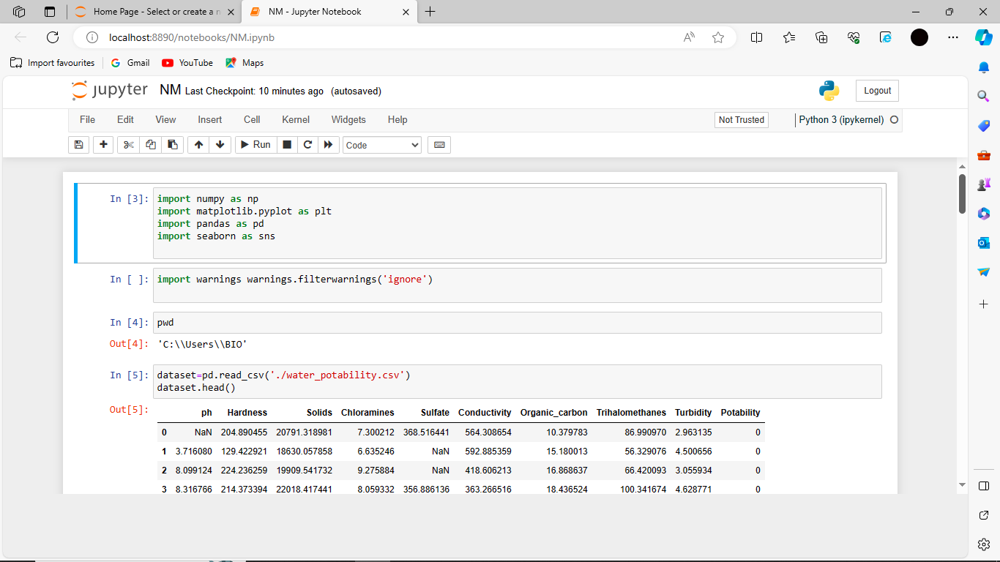 Home Page - Select or create a n
NM - Jupyter Notebook
localhost:8890/notebooks/NM.ipynb
Import favourites
Gmail
YouTube
Maps
jupyter NM Last Checkpoint: 10 minutes ago (autosaved)
Logout
File Edit View Insert Cell Kernel Widgets Help
Not Trusted
Python 3 (ipykernel)
Run
Code
In [3]: import numpy as np
import matplotlib.pyplot as plt
import pandas as pd
import seaborn as sns
In [ ]: import warnings warnings.filterwarnings('ignore')
In [4]: pwd
Out[4]: 'C:\\Users\\BIO'
In [5]: dataset=pd.read_csv('./water_potability.csv')
dataset.head()
Out[5]:
ph Hardness Solids Chloramines Sulfate Conductivity Organic_carbon Trihalomethanes Turbidity Potability
0 NaN 204.890455 20791.318981 7.300212 368.516441 564.308654 10.379783 86.990970 2.963135 0
1 3.716080 129.422921 18630.057858 6.635246 NaN 592.885359 15.180013 56.329076 4.500656 0
2 8.099124 224.236259 19909.541732 9.275884 NaN 418.606213 16.868637 66.420093 3.055934 0
3 8.316766 214.373394 22018.417441 8.059332 356.886136 363.266516 18.436524 100.341674 4.628771 0